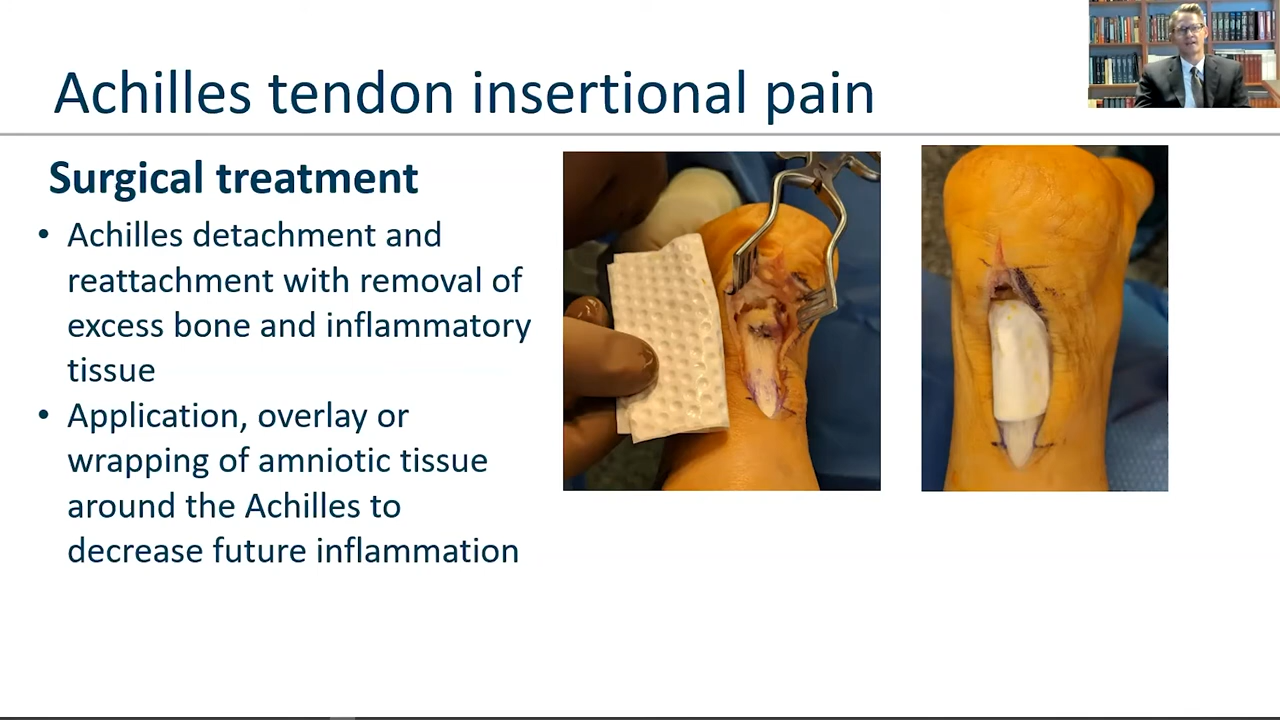 Achilles tendon insertional pain
Surgical treatment
• Achilles detachment and
reattachment with removal of
excess bone and inflammatory
tissue
• Application, overlay or
wrapping of amniotic tissue
around the Achilles to
decrease future inflammation